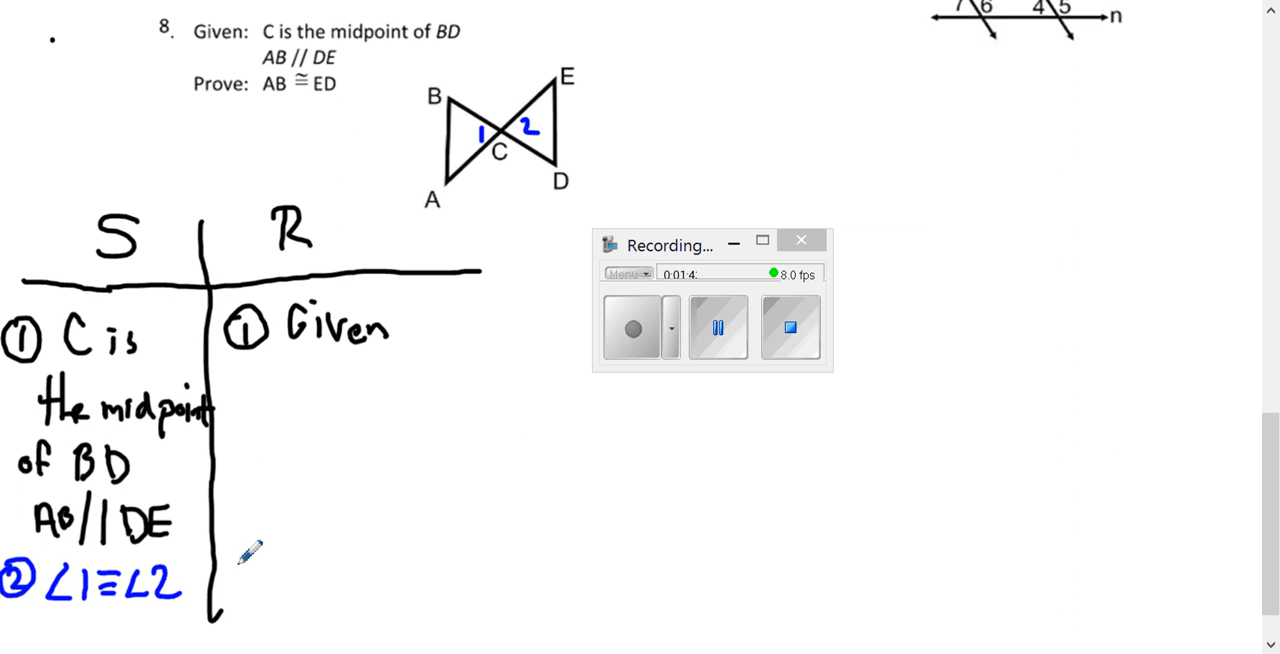 8. Given: C is the midpoint of BD
AB // DE
Prove: AB ≅ ED
7 6 4 5 n
B E
1 2
C
A D
S R
① C is
the midpoint
of BD
AB // DE
① Given
② ∠1≅∠2
Recording...
Menu 0:01:4 8.0 fps